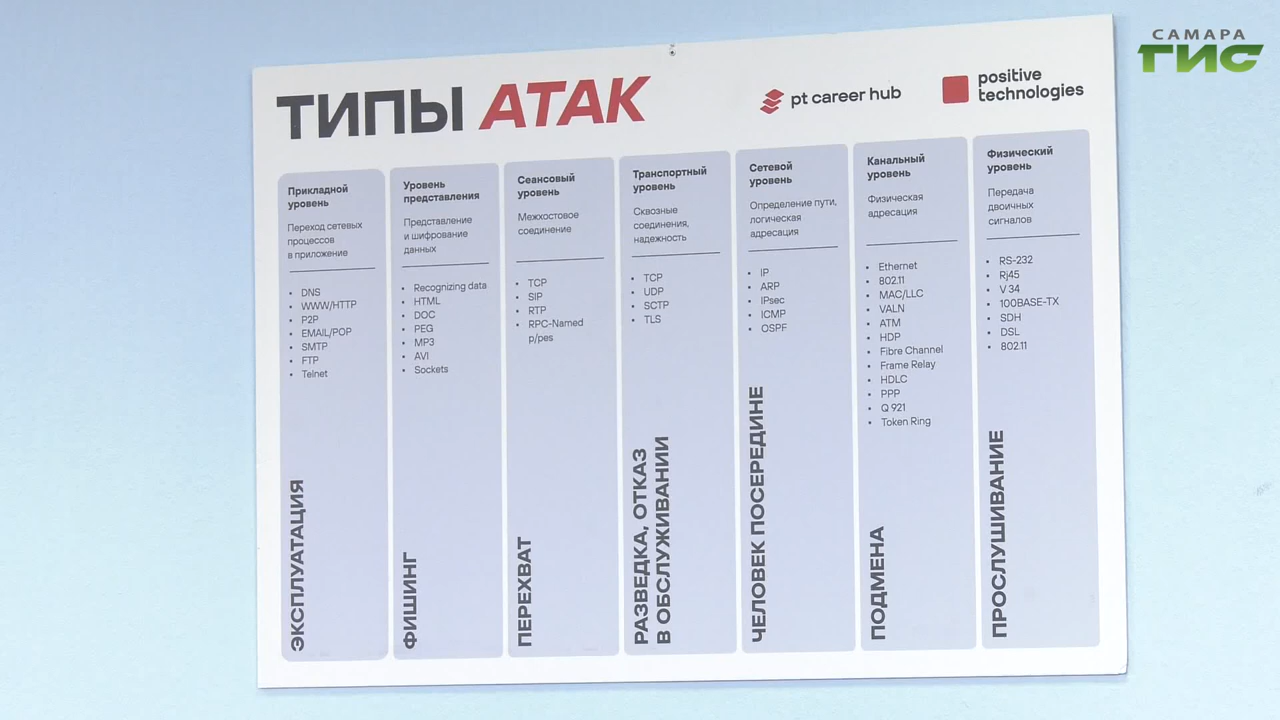 САМАРА
ГИС
ТИПЫ АТАК
pt career hub
positive
technologies
Прикладной
уровень
Переход сетевых
процессов
в приложение
• DNS
• WWW/HTTP
• P2P
• EMAIL/POP
• SMTP
• FTP
• Telnet
ЭКСПЛУАТАЦИЯ
Уровень
представления
Представление
и шифрование
данных
• Recognizing data
• HTML
• DOC
• PEG
• MP3
• AVI
• Sockets
ФИШИНГ
Сеансовый
уровень
Межхостовое
соединение
• TCP
• SIP
• RTP
• RPC-Named
p/pes
ПЕРЕХВАТ
Транспортный
уровень
Сквозные
соединения,
надежность
• TCP
• UDP
• SCTP
• TLS
РАЗВЕДКА, ОТКАЗ
В ОБСЛУЖИВАНИИ
Сетевой
уровень
Определение пути,
логическая
адресация
• IP
• ARP
• IPsec
• ICMP
• OSPF
ЧЕЛОВЕК ПОСЕРЕДИНЕ
Канальный
уровень
Физическая
адресация
• Ethernet
• 802.11
• MAC/LLC
• VALN
• ATM
• HDP
• Fibre Channel
• Frame Relay
• HDLC
• PPP
• Q 921
• Token Ring
ПОДМЕНА
Физический
уровень
Передача
двоичных
сигналов
• RS-232
• Rj45
• V 34
• 100BASE-TX
• SDH
• DSL
• 802.11
ПРОСЛУШИВАНИЕ